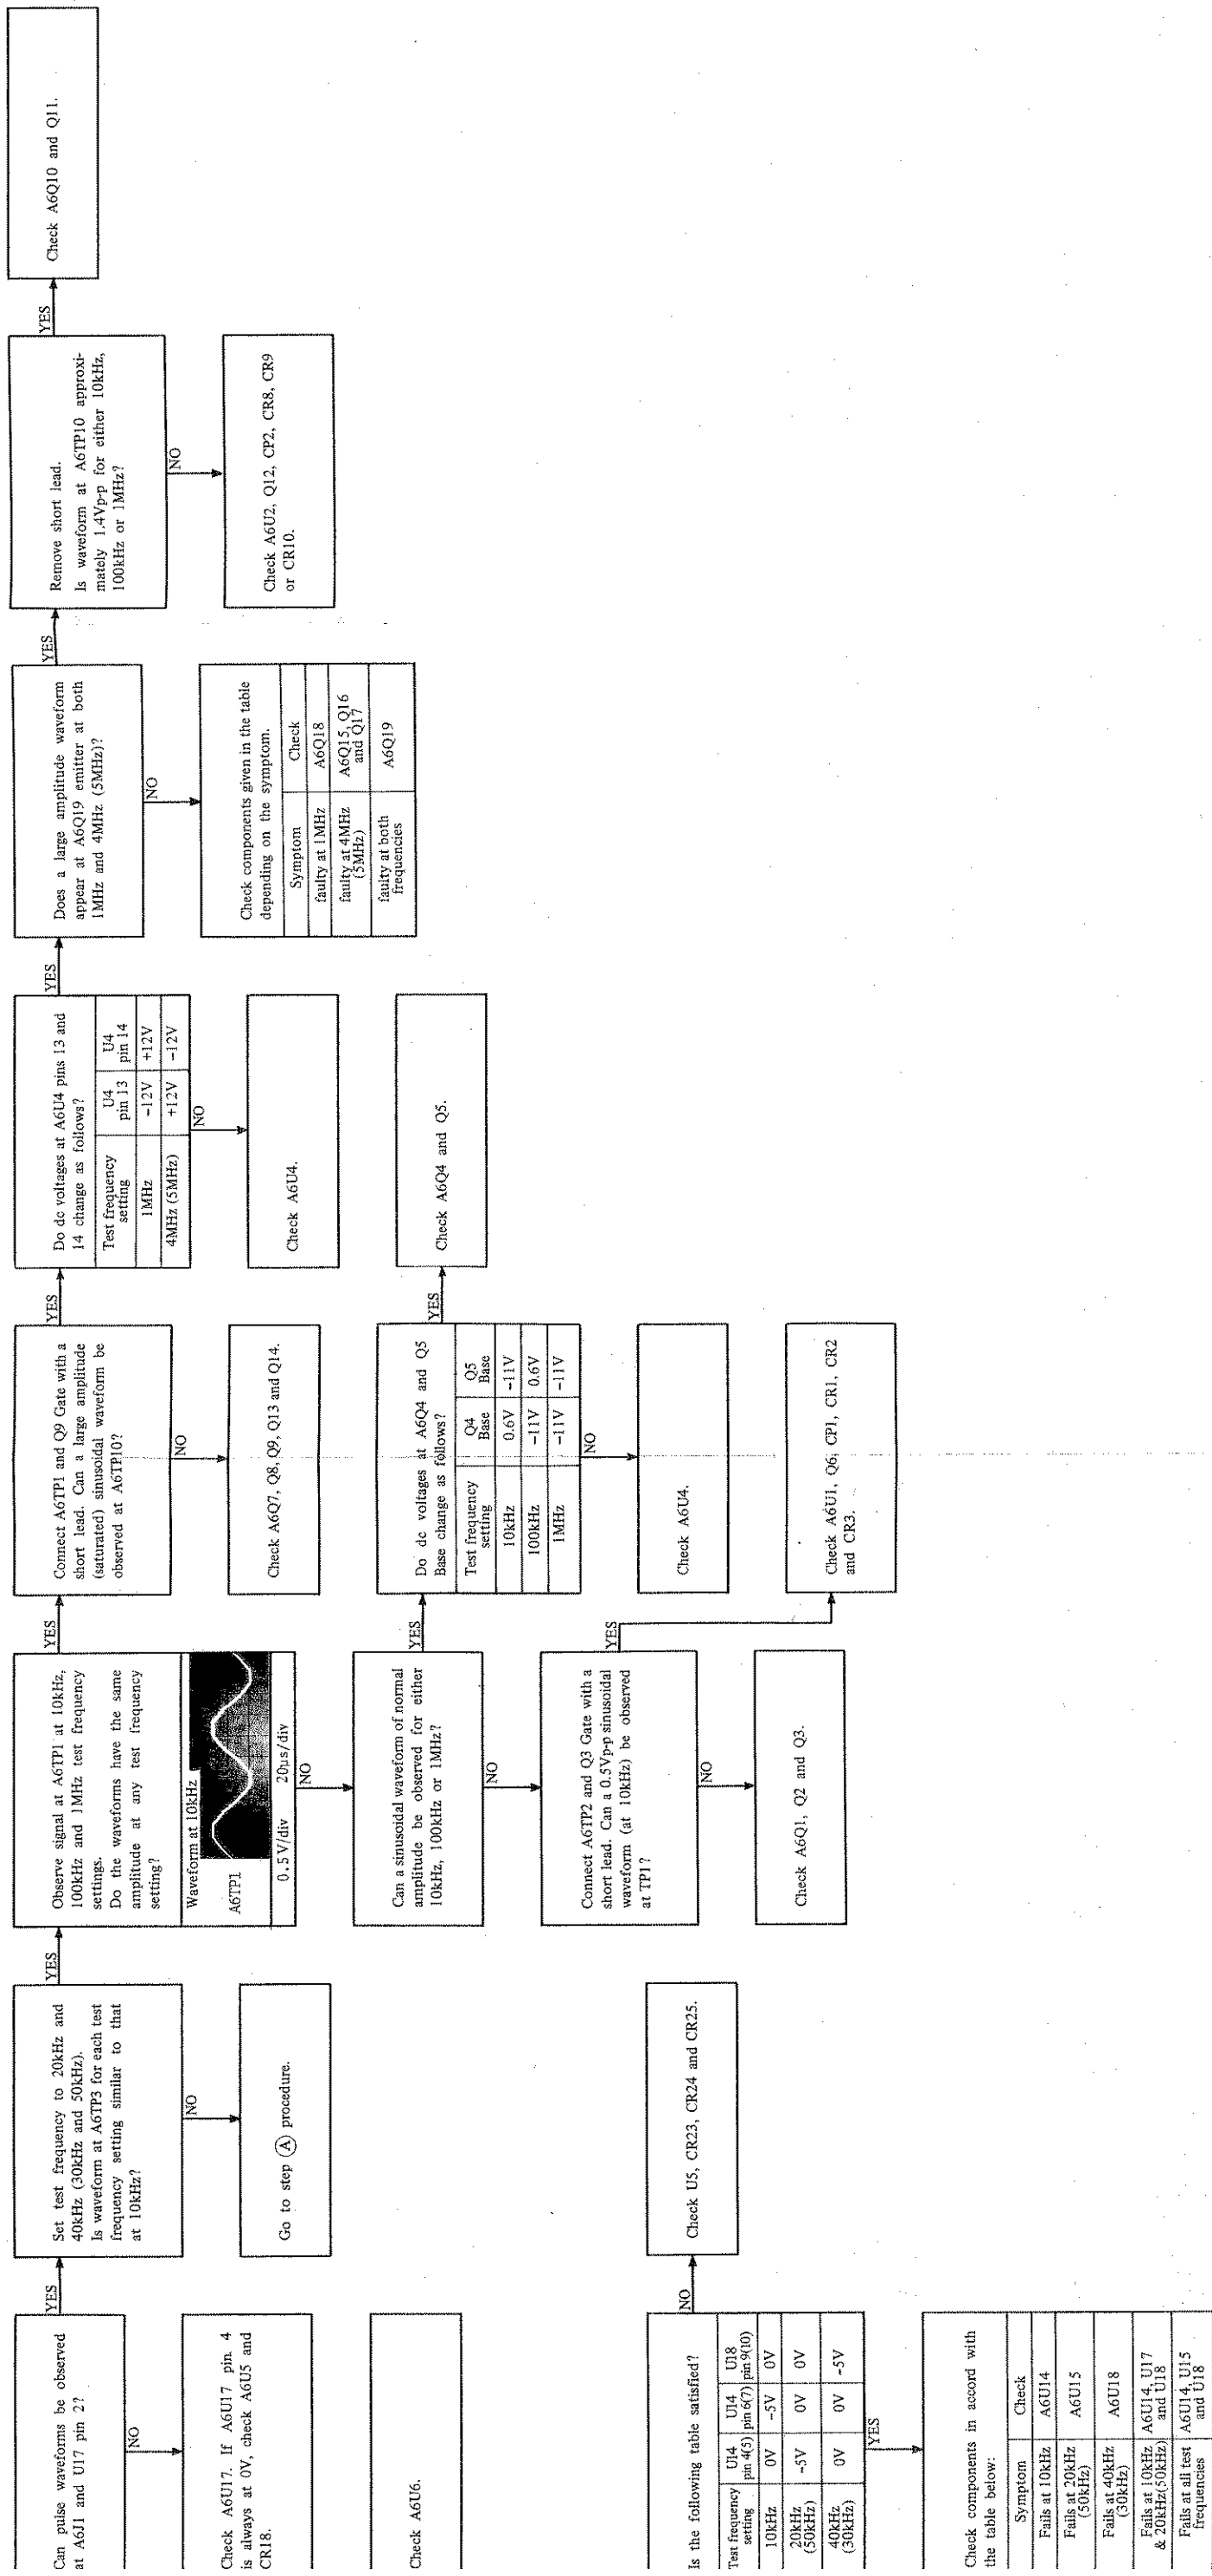 Can pulse waveforms be observed
at A6J1 and U17 pin 2?
YES
NO
Check A6U17. If A6U17 pin 4
is always at 0V, check A6U5 and
CR18.
Check A6U6.
Set test frequency to 20kHz and
40kHz (30kHz and 50kHz).
Is waveform at A6TP3 for each test
frequency setting similar to that
at 10kHz?
YES
NO
Go to step A procedure.
Observe signal at A6TP1 at 10kHz,
100kHz and 1MHz test frequency
settings.
Do the waveforms have the same
amplitude at any test frequency
setting?
Waveform at 10kHz
A6TP1
0.5V/div 20μs/div
YES
NO
Can a sinusoidal waveform of normal
amplitude be observed for either
10kHz, 100kHz or 1MHz?
YES
NO
Connect A6TP2 and Q3 Gate with a
short lead. Can a 0.5Vp-p sinusoidal
waveform (at 10kHz) be observed
at TP1?
YES
NO
Check A6Q1, Q2 and Q3.
Connect A6TP1 and Q9 Gate with a
short lead. Can a large amplitude
(saturated) sinusoidal waveform be
observed at A6TP10?
YES
NO
Check A6Q7, Q8, Q9, Q13 and Q14.
Do dc voltages at A6Q4 and Q5
Base change as follows?
Test frequency setting Q4 Base Q5 Base
10kHz 0.6V -11V
100kHz -11V 0.6V
1MHz -11V -11V
YES
NO
Check A6U4.
Check A6U1, Q6, CP1, CR1, CR2
and CR3.
Do dc voltages at A6U4 pins 13 and
14 change as follows?
Test frequency setting U4 pin 13 U4 pin 14
1MHz -12V +12V
4MHz (5MHz) +12V -12V
YES
NO
Check A6U4.
Check A6Q4 and Q5.
Does a large amplitude waveform
appear at A6Q19 emitter at both
1MHz and 4MHz (5MHz)?
YES
NO
Check components given in the table
depending on the symptom.
Symptom Check
faulty at 1MHz A6Q18
faulty at 4MHz (5MHz) A6Q15, Q16 and Q17
faulty at both frequencies A6Q19
Remove short lead.
Is waveform at A6TP10 approxi-
mately 1.4Vp-p for either 10kHz,
100kHz or 1MHz?
YES
NO
Check A6U2, Q12, CP2, CR8, CR9
or CR10.
Check A6Q10 and Q11.
Is the following table satisfied?
Test frequency setting U14 pin 4(5) U14 pin 6(7) U18 pin 9(10)
10kHz 0V -5V 0V
20kHz (50kHz) -5V 0V 0V
40kHz (30kHz) 0V 0V -5V
NO
YES
Check U5, CR23, CR24 and CR25.
Check components in accord with
the table below:
Symptom Check
Fails at 10kHz A6U14
Fails at 20kHz (50kHz) A6U15
Fails at 40kHz (30kHz) A6U18
Fails at 10kHz & 20kHz(50kHz) A6U14, U17 and U18
Fails at all test frequencies A6U14, U15 and U18